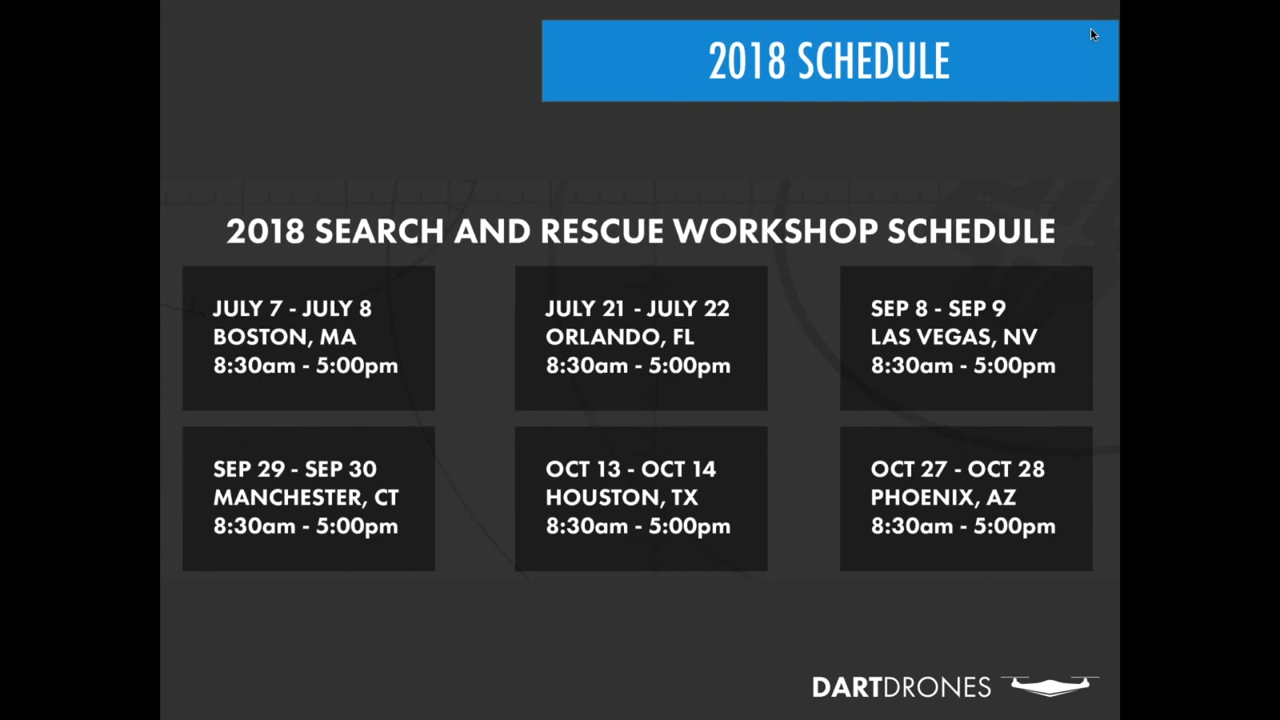 2018 SCHEDULE
2018 SEARCH AND RESCUE WORKSHOP SCHEDULE
JULY 7 - JULY 8
BOSTON, MA
8:30am - 5:00pm
JULY 21 - JULY 22
ORLANDO, FL
8:30am - 5:00pm
SEP 8 - SEP 9
LAS VEGAS, NV
8:30am - 5:00pm
SEP 29 - SEP 30
MANCHESTER, CT
8:30am - 5:00pm
OCT 13 - OCT 14
HOUSTON, TX
8:30am - 5:00pm
OCT 27 - OCT 28
PHOENIX, AZ
8:30am - 5:00pm
DARTDRONES